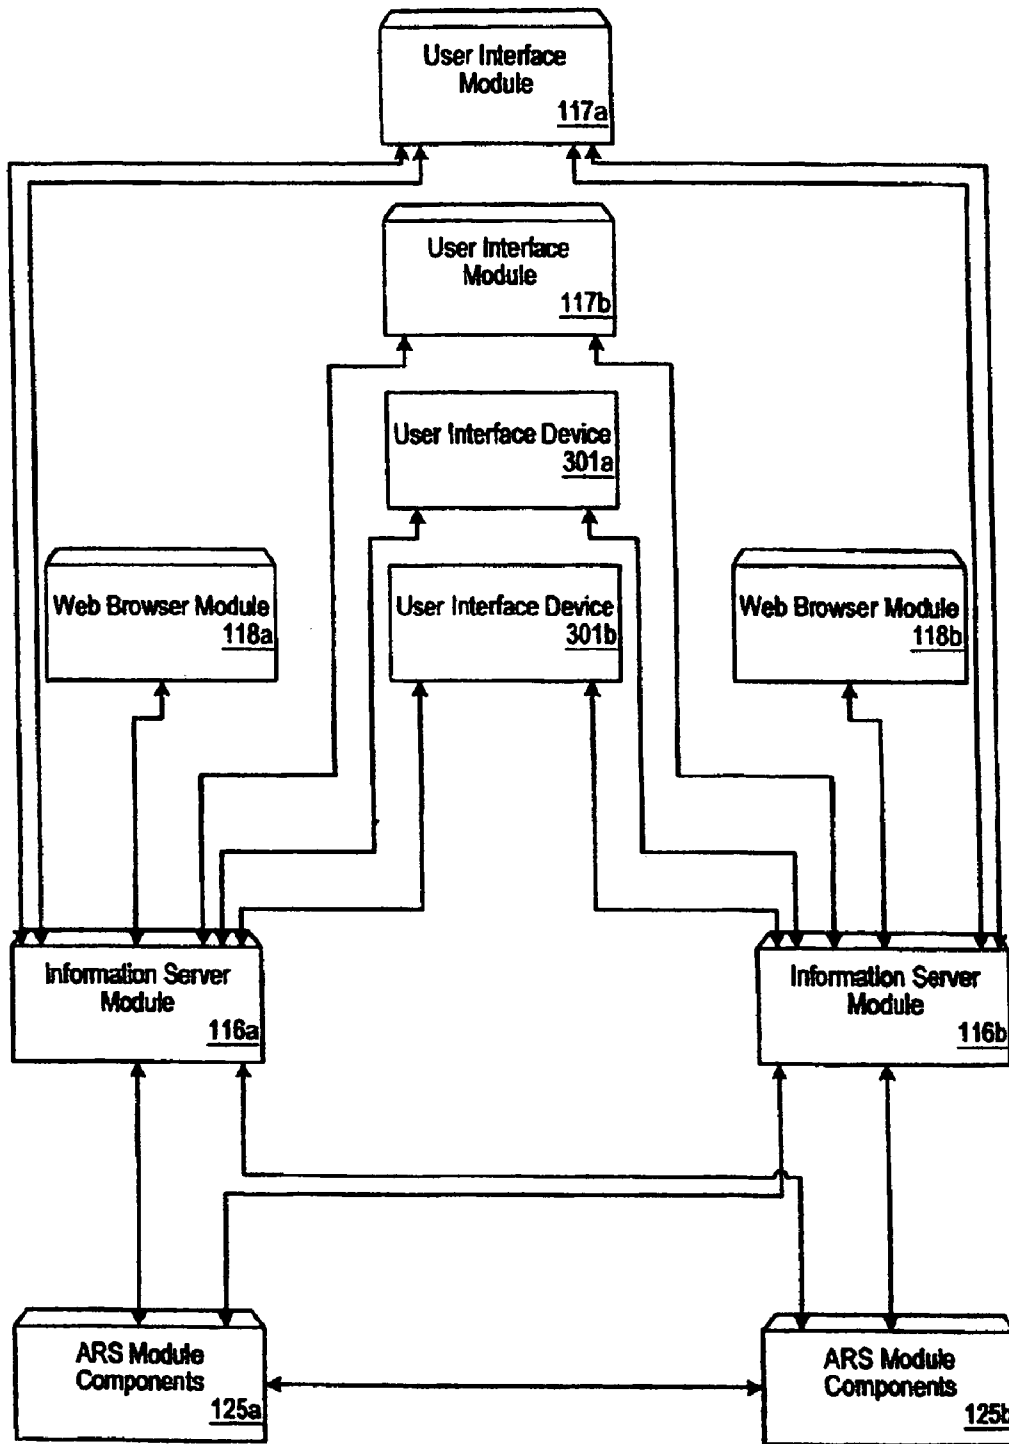 User Interface
Module
117a
User Interface
Module
117b
User Interface Device
301a
Web Browser Module
118a
User Interface Device
301b
Web Browser Module
118b
Information Server
Module
116a
Information Server
Module
116b
ARS Module
Components
125a
ARS Module
Components
125b